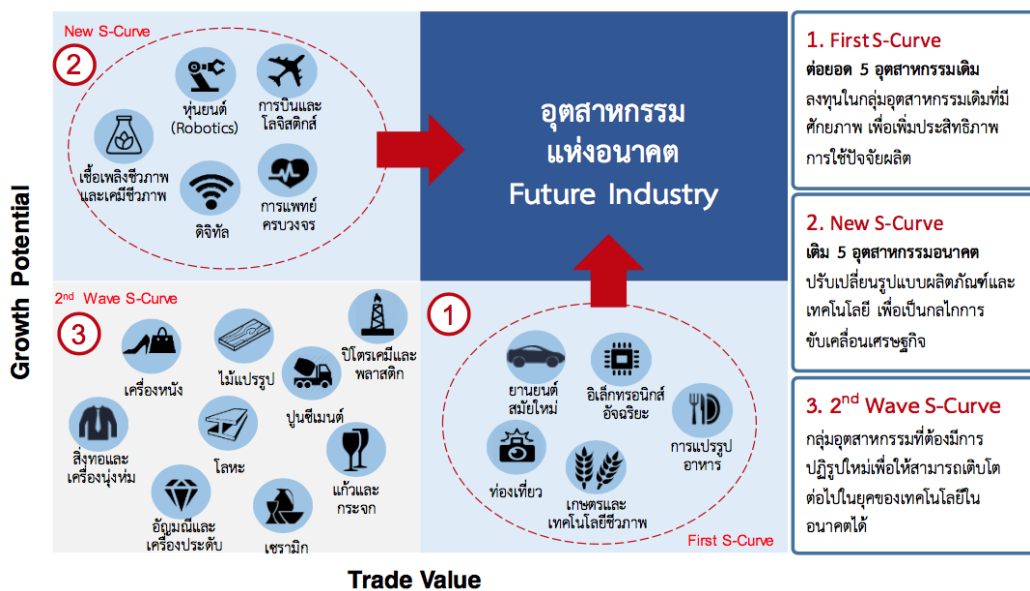 New S-Curve
2
หุ่นยนต์
(Robotics)
การบินและ
โลจิสติกส์
เชื้อเพลิงชีวภาพ
และเคมีชีวภาพ
ดิจิทัล
การแพทย์
ครบวงจร
อุตสาหกรรม
แห่งอนาคต
Future Industry
Growth Potential
2nd Wave S-Curve
3
เครื่องหนัง
ไม้แปรรูป
ปิโตรเคมีและ
พลาสติก
ปูนซีเมนต์
สิ่งทอและ
เครื่องนุ่งห่ม
โลหะ
แก้วและ
กระจก
อัญมณีและ
เครื่องประดับ
เซรามิก
1
ยานยนต์
สมัยใหม่
อิเล็กทรอนิกส์
อัจฉริยะ
การแปรรูป
อาหาร
ท่องเที่ยว
เกษตรและ
เทคโนโลยีชีวภาพ
First S-Curve
Trade Value
1. First S-Curve
ต่อยอด 5 อุตสาหกรรมเดิม
ลงทุนในกลุ่มอุตสาหกรรมเดิมที่มี
ศักยภาพ เพื่อเพิ่มประสิทธิภาพ
การใช้ปัจจัยผลิต
2. New S-Curve
เติม 5 อุตสาหกรรมอนาคต
ปรับเปลี่ยนรูปแบบผลิตภัณฑ์และ
เทคโนโลยี เพื่อเป็นกลไกการ
ขับเคลื่อนเศรษฐกิจ
3. 2nd Wave S-Curve
กลุ่มอุตสาหกรรมที่ต้องมีการ
ปฏิรูปใหม่เพื่อให้สามารถเติบโต
ต่อไปในยุคของเทคโนโลยีใน
อนาคตได้